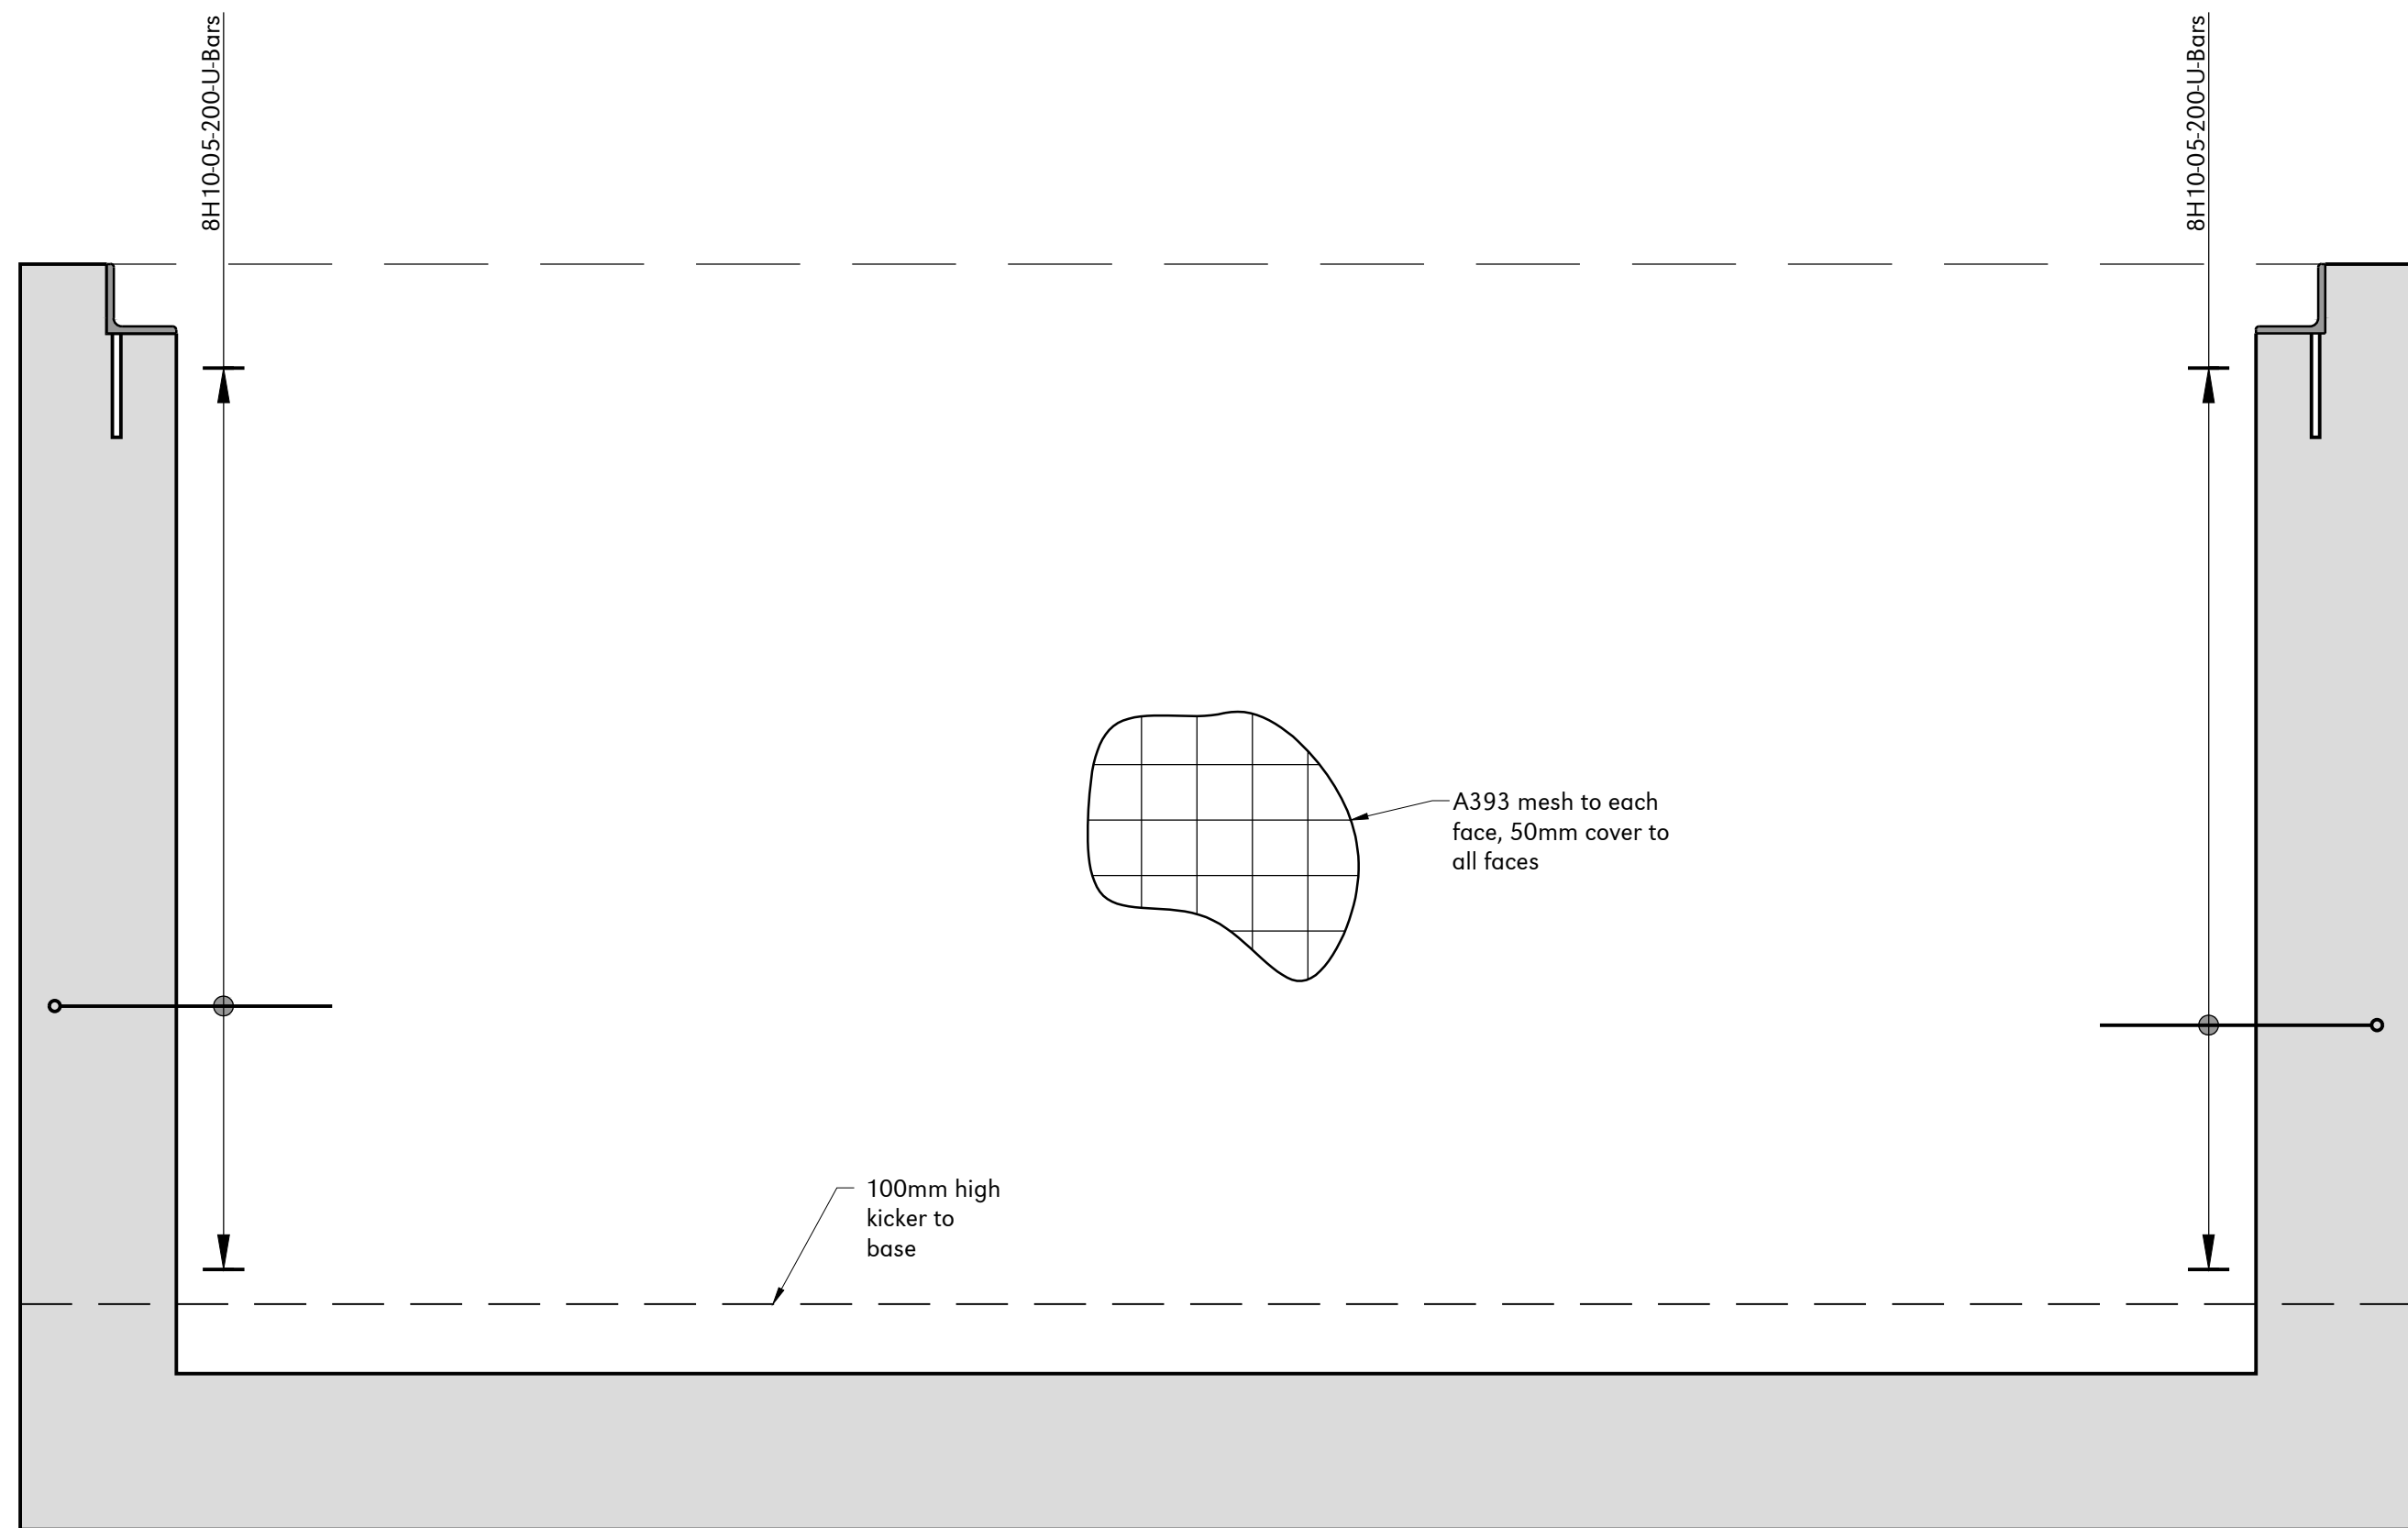 8H10-05-200-U-Bars
8H10-05-200-U-Bars
A393 mesh to each
face, 50mm cover to
all faces
100mm high
kicker to
base